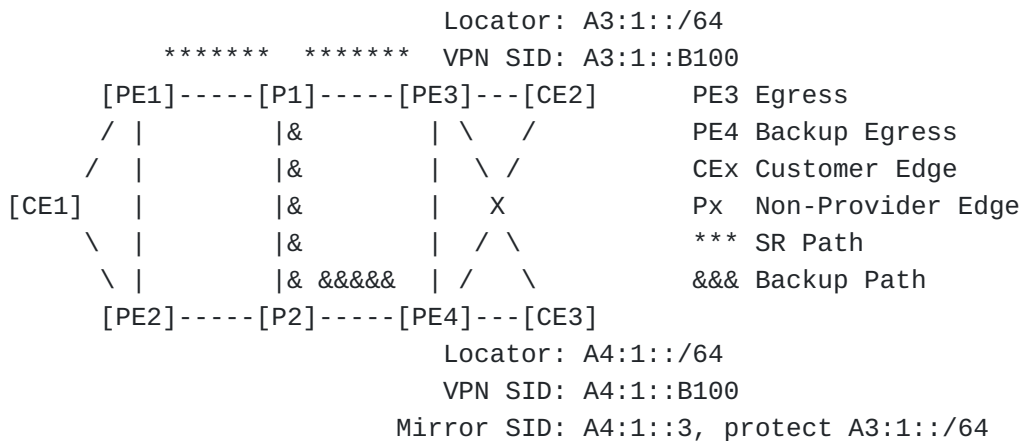 Locator: A3:1::/64
******* ******* VPN SID: A3:1::B100
[PE1]-----[P1]-----[PE3]---[CE2] PE3 Egress
/ | |& | \ / PE4 Backup Egress
/ | |& | \ / CEx Customer Edge
[CE1] | |& | X Px Non-Provider Edge
\ | |& | / \ *** SR Path
\ | |& &&&&& | / \ &&& Backup Path
[PE2]-----[P2]-----[PE4]---[CE3]
Locator: A4:1::/64
VPN SID: A4:1::B100
Mirror SID: A4:1::3, protect A3:1::/64